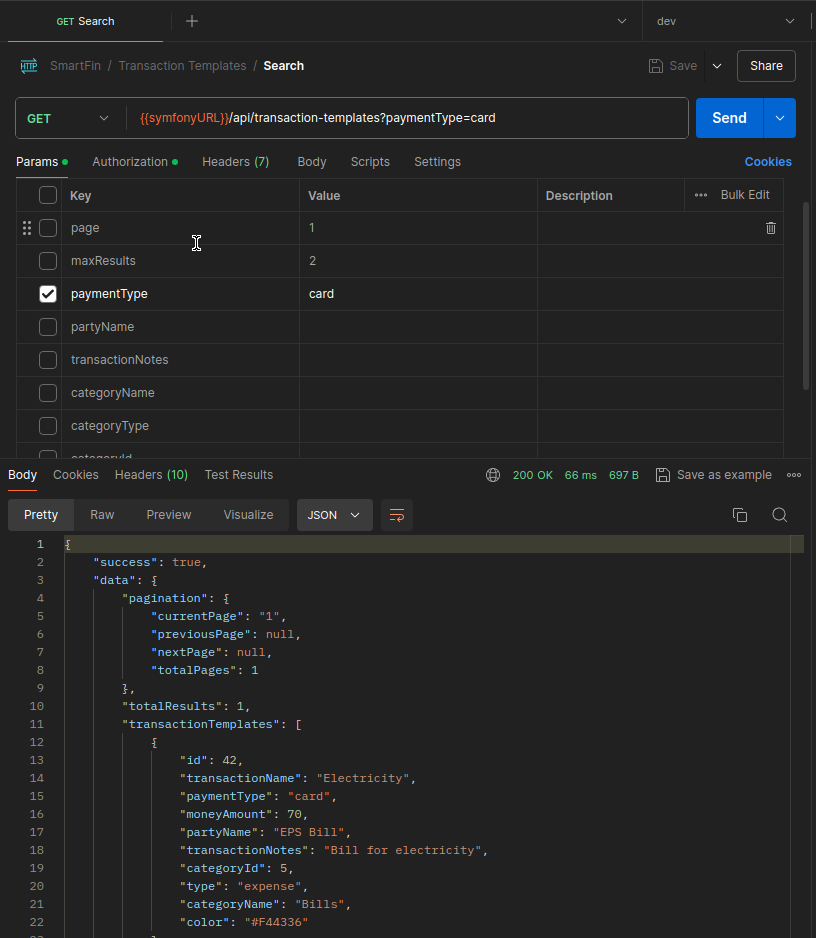 GET Search
dev
HTTP SmartFin / Transaction Templates / Search Save Share
GET {{symfonyURL}}/api/transaction-templates?paymentType=card Send
Params Authorization Headers (7) Body Scripts Settings Cookies
Key Value Description Bulk Edit
page 1
maxResults 2
paymentType card
partyName
transactionNotes
categoryName
categoryType
categoryId
Body Cookies Headers (10) Test Results 200 OK 66 ms 697 B Save as example
Pretty Raw Preview Visualize JSON
1 {
2 "success": true,
3 "data": {
4 "pagination": {
5 "currentPage": "1",
6 "previousPage": null,
7 "nextPage": null,
8 "totalPages": 1
9 },
10 "totalResults": 1,
11 "transactionTemplates": [
12 {
13 "id": 42,
14 "transactionName": "Electricity",
15 "paymentType": "card",
16 "moneyAmount": 70,
17 "partyName": "EPS Bill",
18 "transactionNotes": "Bill for electricity",
19 "categoryId": 5,
20 "type": "expense",
21 "categoryName": "Bills",
22 "color": "#F44336"